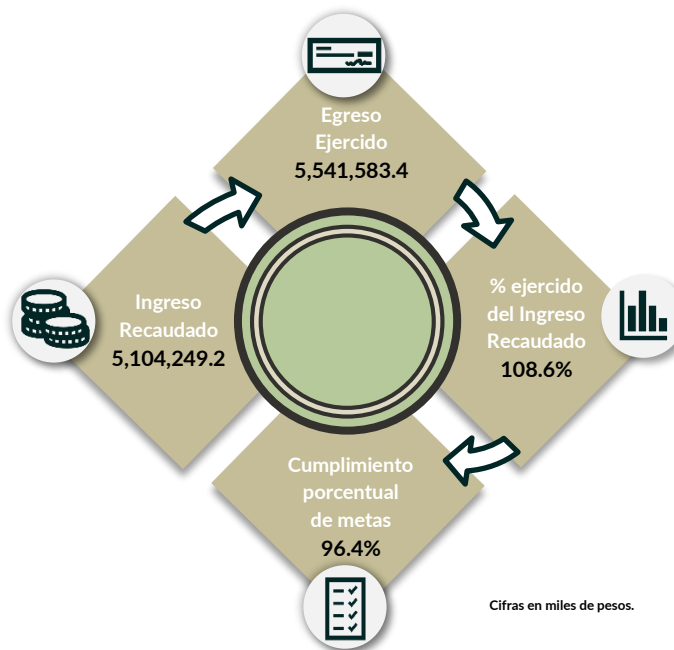 Egreso
Ejercido
5,541,583.4
Ingreso
Recaudado
5,104,249.2
% ejercido
del Ingreso
Recaudado
108.6%
Cumplimiento
porcentual
de metas
96.4%
Cifras en miles de pesos.